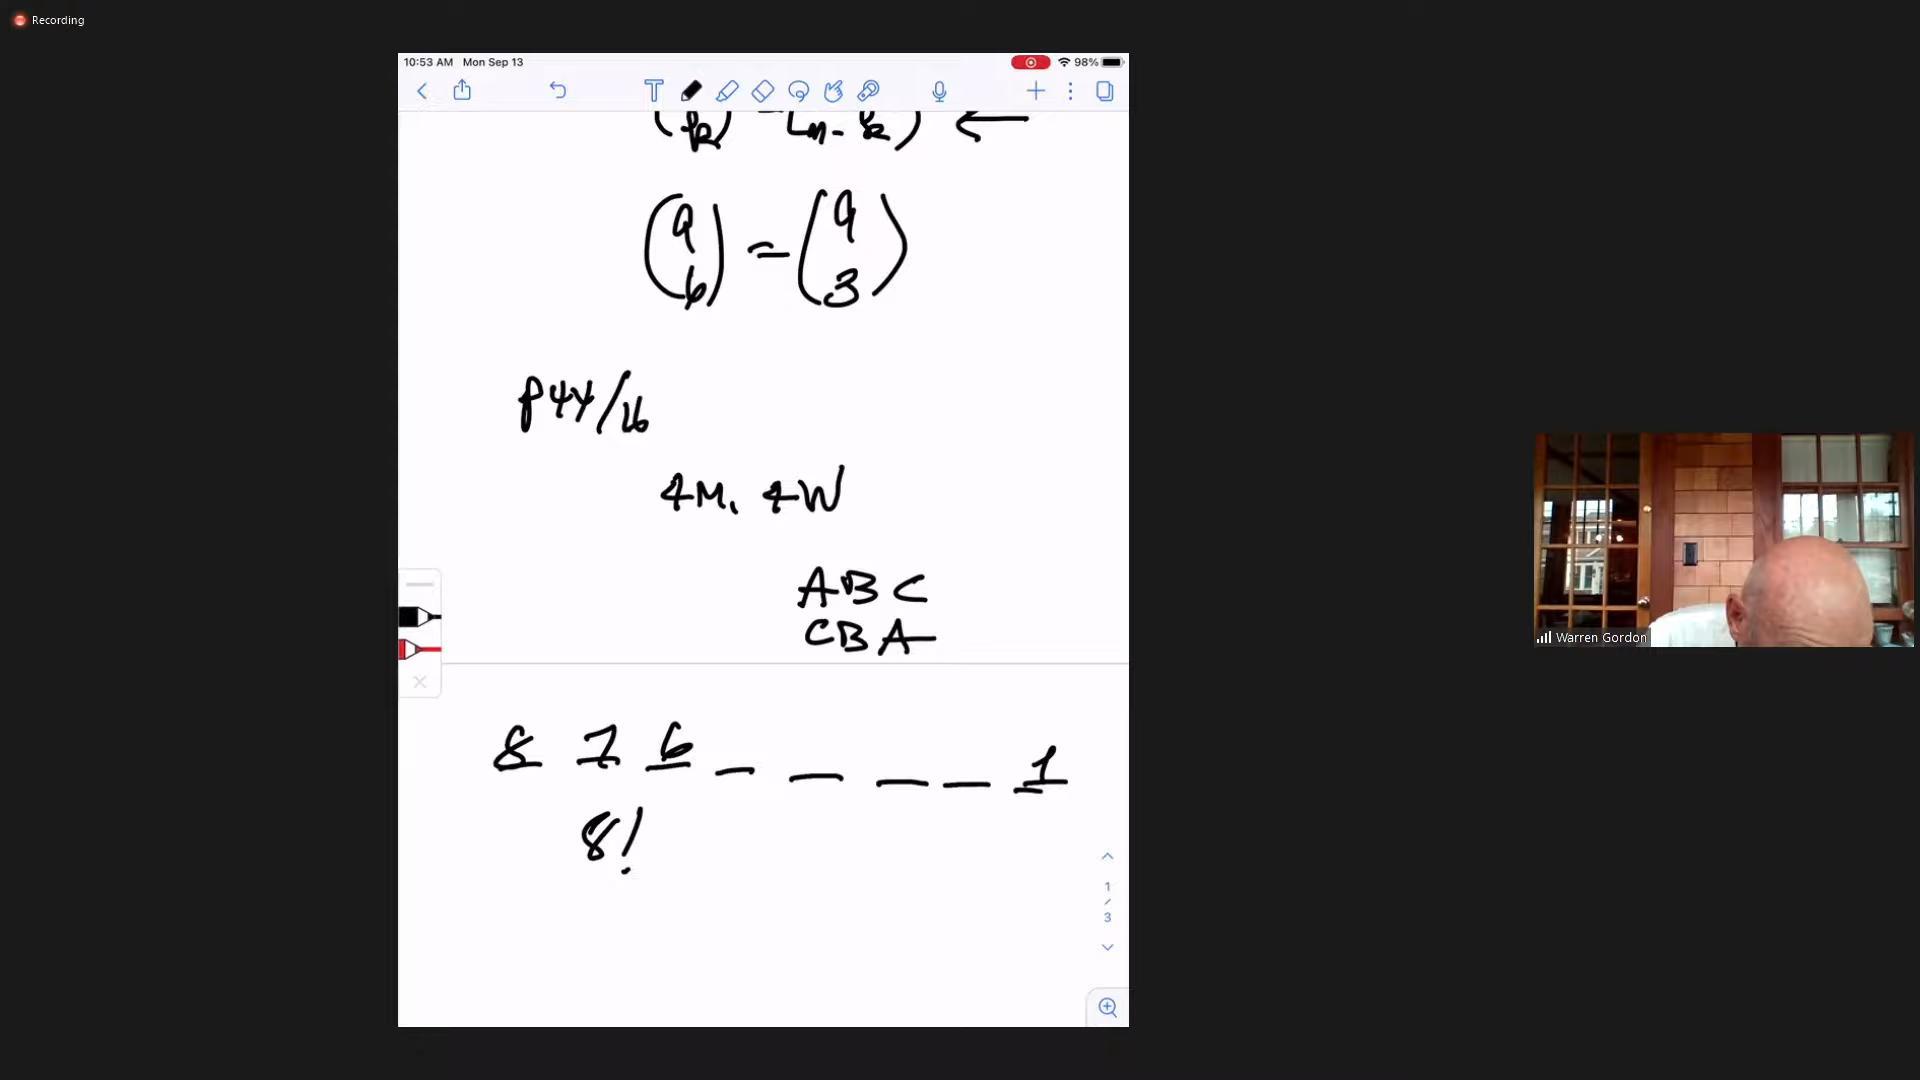 Recording
10:53 AM Mon Sep 13
98%
T
(k) = (n-k) ←
(9 6) = (9 3)
P44/16
4M, 4W
ABC
CBA
8 7 6 _ _ _ _ 1
8!
1
/
3
Warren Gordon